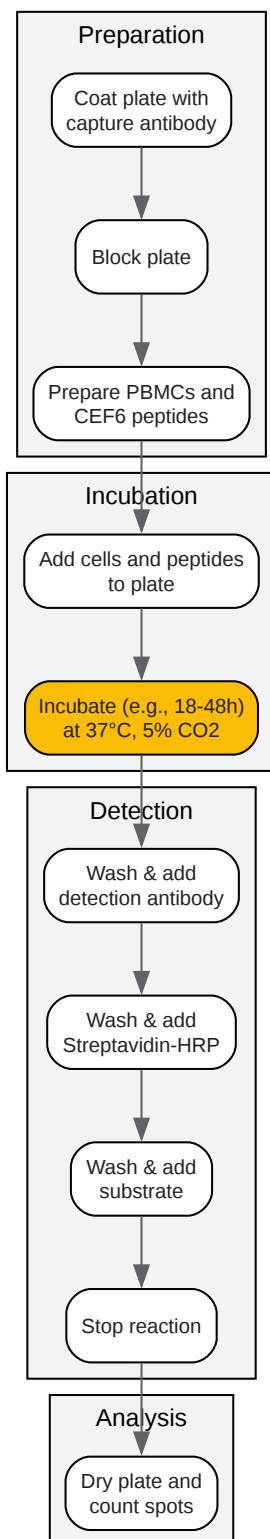 Preparation
Coat plate with
capture antibody
Block plate
Prepare PBMCs and
CEF6 peptides
Incubation
Add cells and peptides
to plate
Incubate (e.g., 18-48h)
at 37°C, 5% CO2
Detection
Wash & add
detection antibody
Wash & add
Streptavidin-HRP
Wash & add
substrate
Stop reaction
Analysis
Dry plate and
count spots